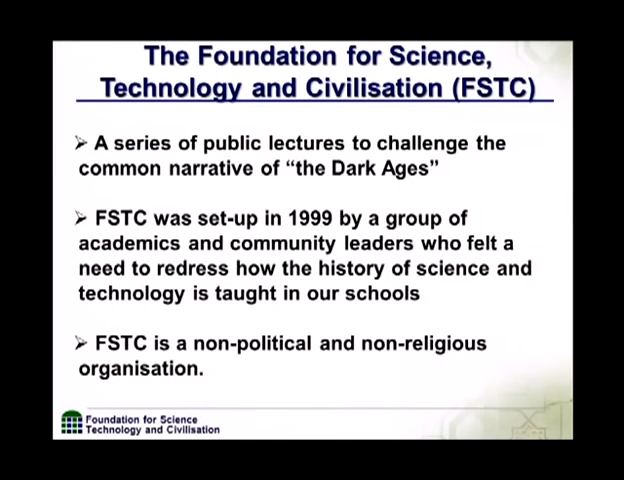 The Foundation for Science,
Technology and Civilisation (FSTC)
➢ A series of public lectures to challenge the
common narrative of “the Dark Ages”
➢ FSTC was set-up in 1999 by a group of
academics and community leaders who felt a
need to redress how the history of science and
technology is taught in our schools
➢ FSTC is a non-political and non-religious
organisation.
Foundation for Science
Technology and Civilisation